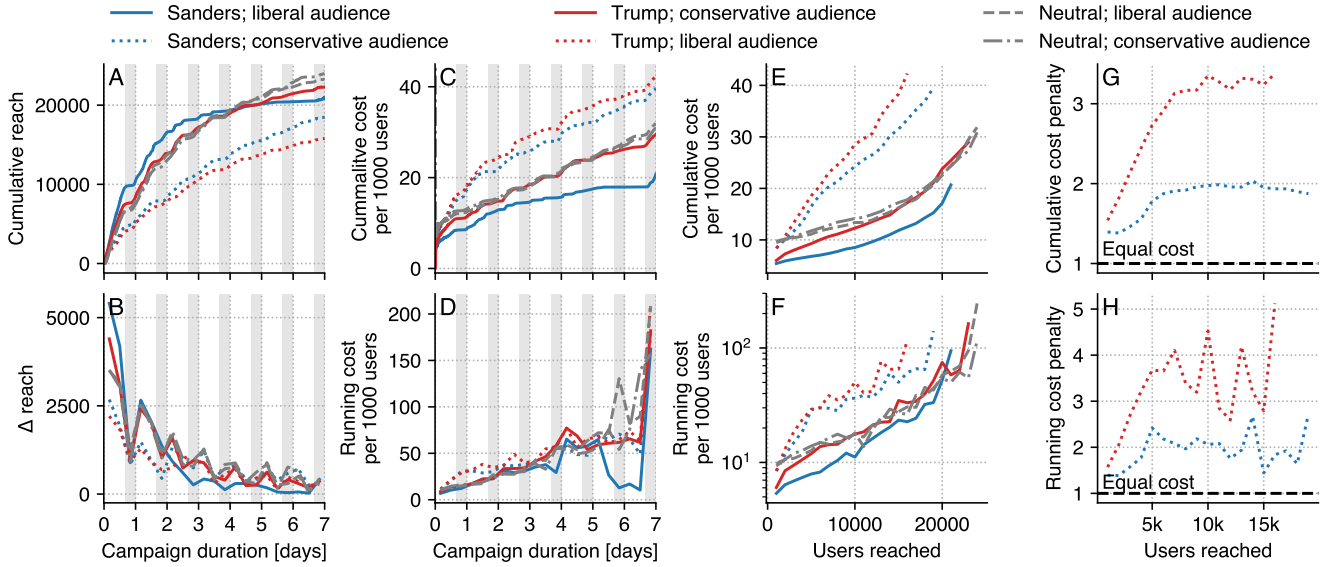 Sanders; liberal audience
Sanders; conservative audience
Trump; conservative audience
Trump; liberal audience
Neutral; liberal audience
Neutral; conservative audience
A
Cumulative reach
20000
10000
0
C
Cummalitve cost
per 1000 users
40
20
0
E
Cumulative cost
per 1000 users
40
30
20
10
G
Cumulative cost penalty
3
2
1
Equal cost
B
Δ reach
5000
2500
0
0 1 2 3 4 5 6 7
Campaign duration [days]
D
Running cost
per 1000 users
200
150
100
50
0
0 1 2 3 4 5 6 7
Campaign duration [days]
F
Running cost
per 1000 users
10²
10¹
0 10000 20000
Users reached
H
Running cost penalty
5
4
3
2
1
Equal cost
5k 10k 15k
Users reached